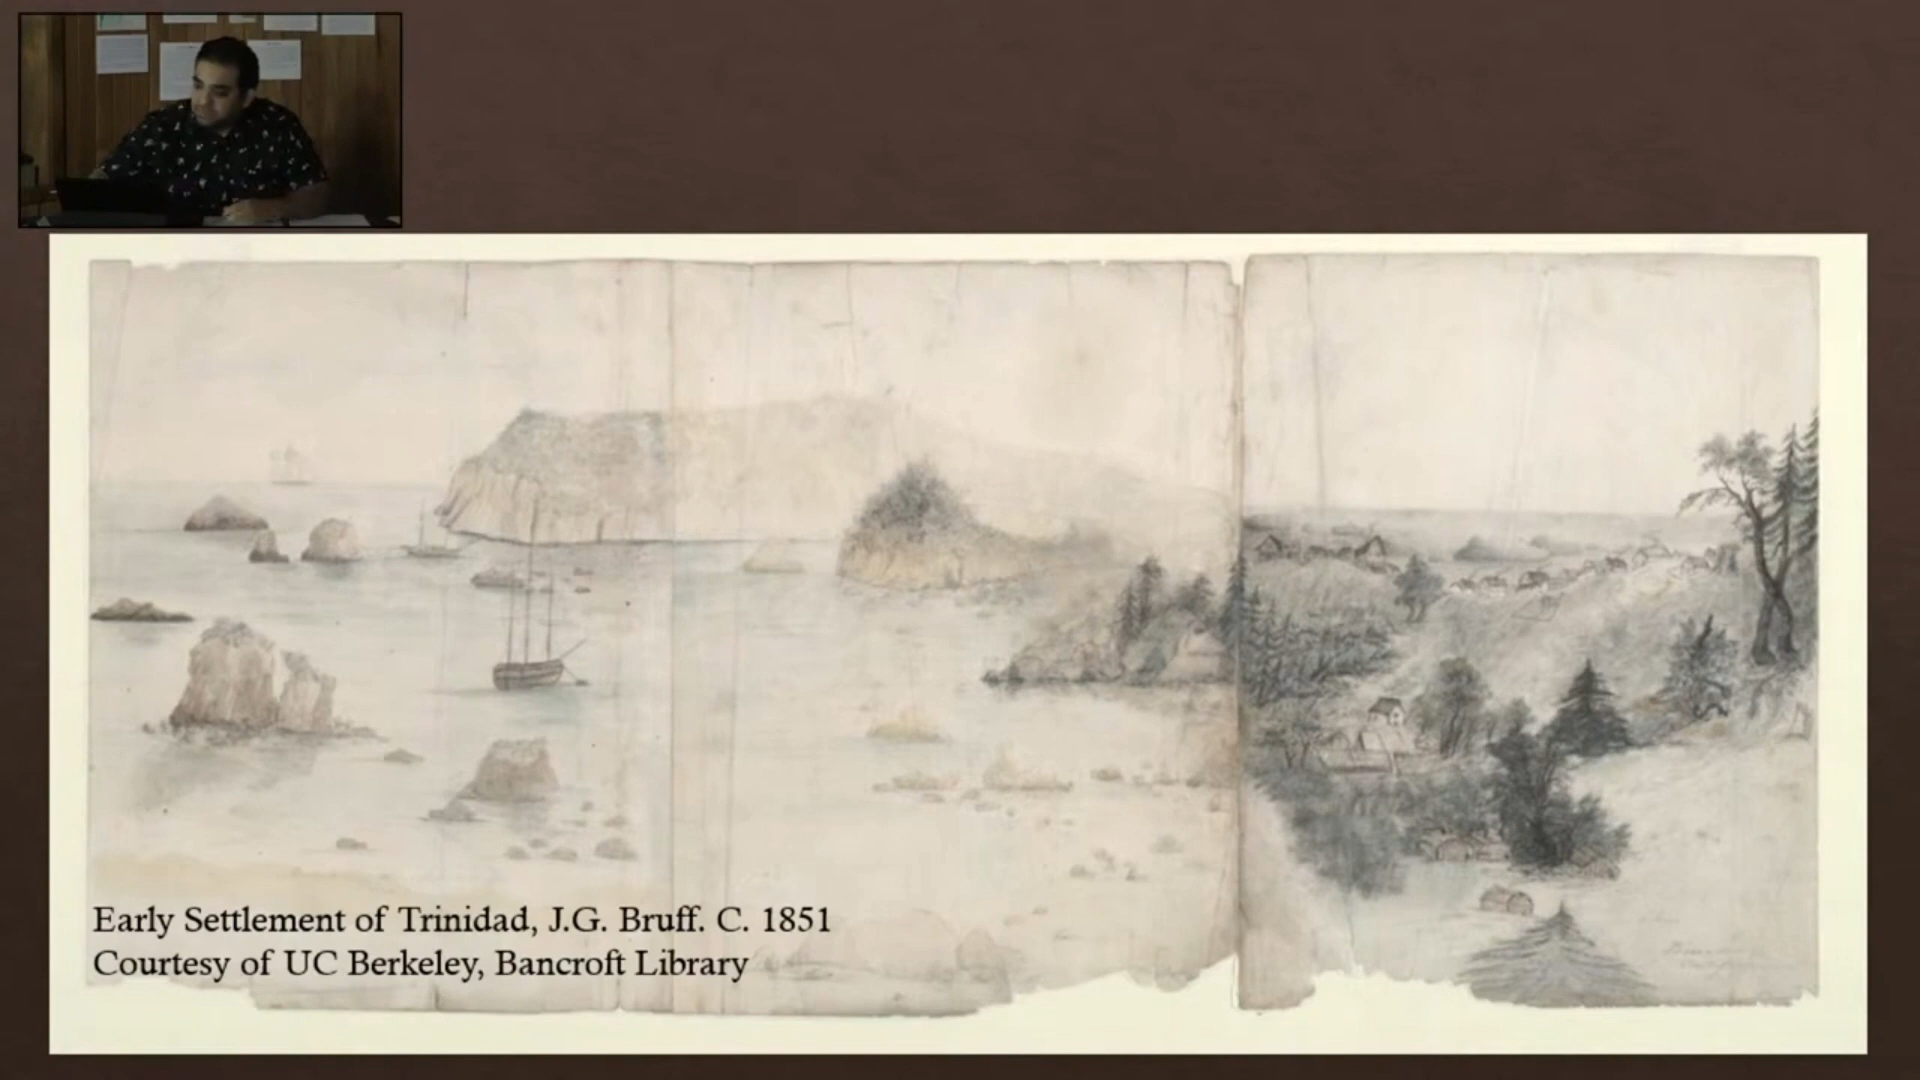 Early Settlement of Trinidad, J.G. Bruff. C. 1851
Courtesy of UC Berkeley, Bancroft Library